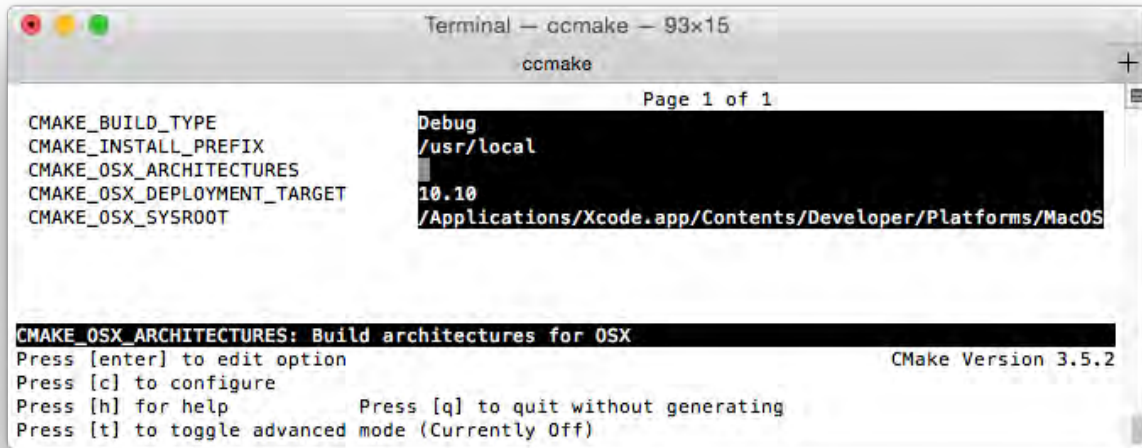 Terminal — ccmake — 93×15
ccmake +
Page 1 of 1
CMAKE_BUILD_TYPE Debug
CMAKE_INSTALL_PREFIX /usr/local
CMAKE_OSX_ARCHITECTURES
CMAKE_OSX_DEPLOYMENT_TARGET 10.10
CMAKE_OSX_SYSROOT /Applications/Xcode.app/Contents/Developer/Platforms/MacOS
CMAKE_OSX_ARCHITECTURES: Build architectures for OSX
Press [enter] to edit option CMake Version 3.5.2
Press [c] to configure
Press [h] for help Press [q] to quit without generating
Press [t] to toggle advanced mode (Currently Off)